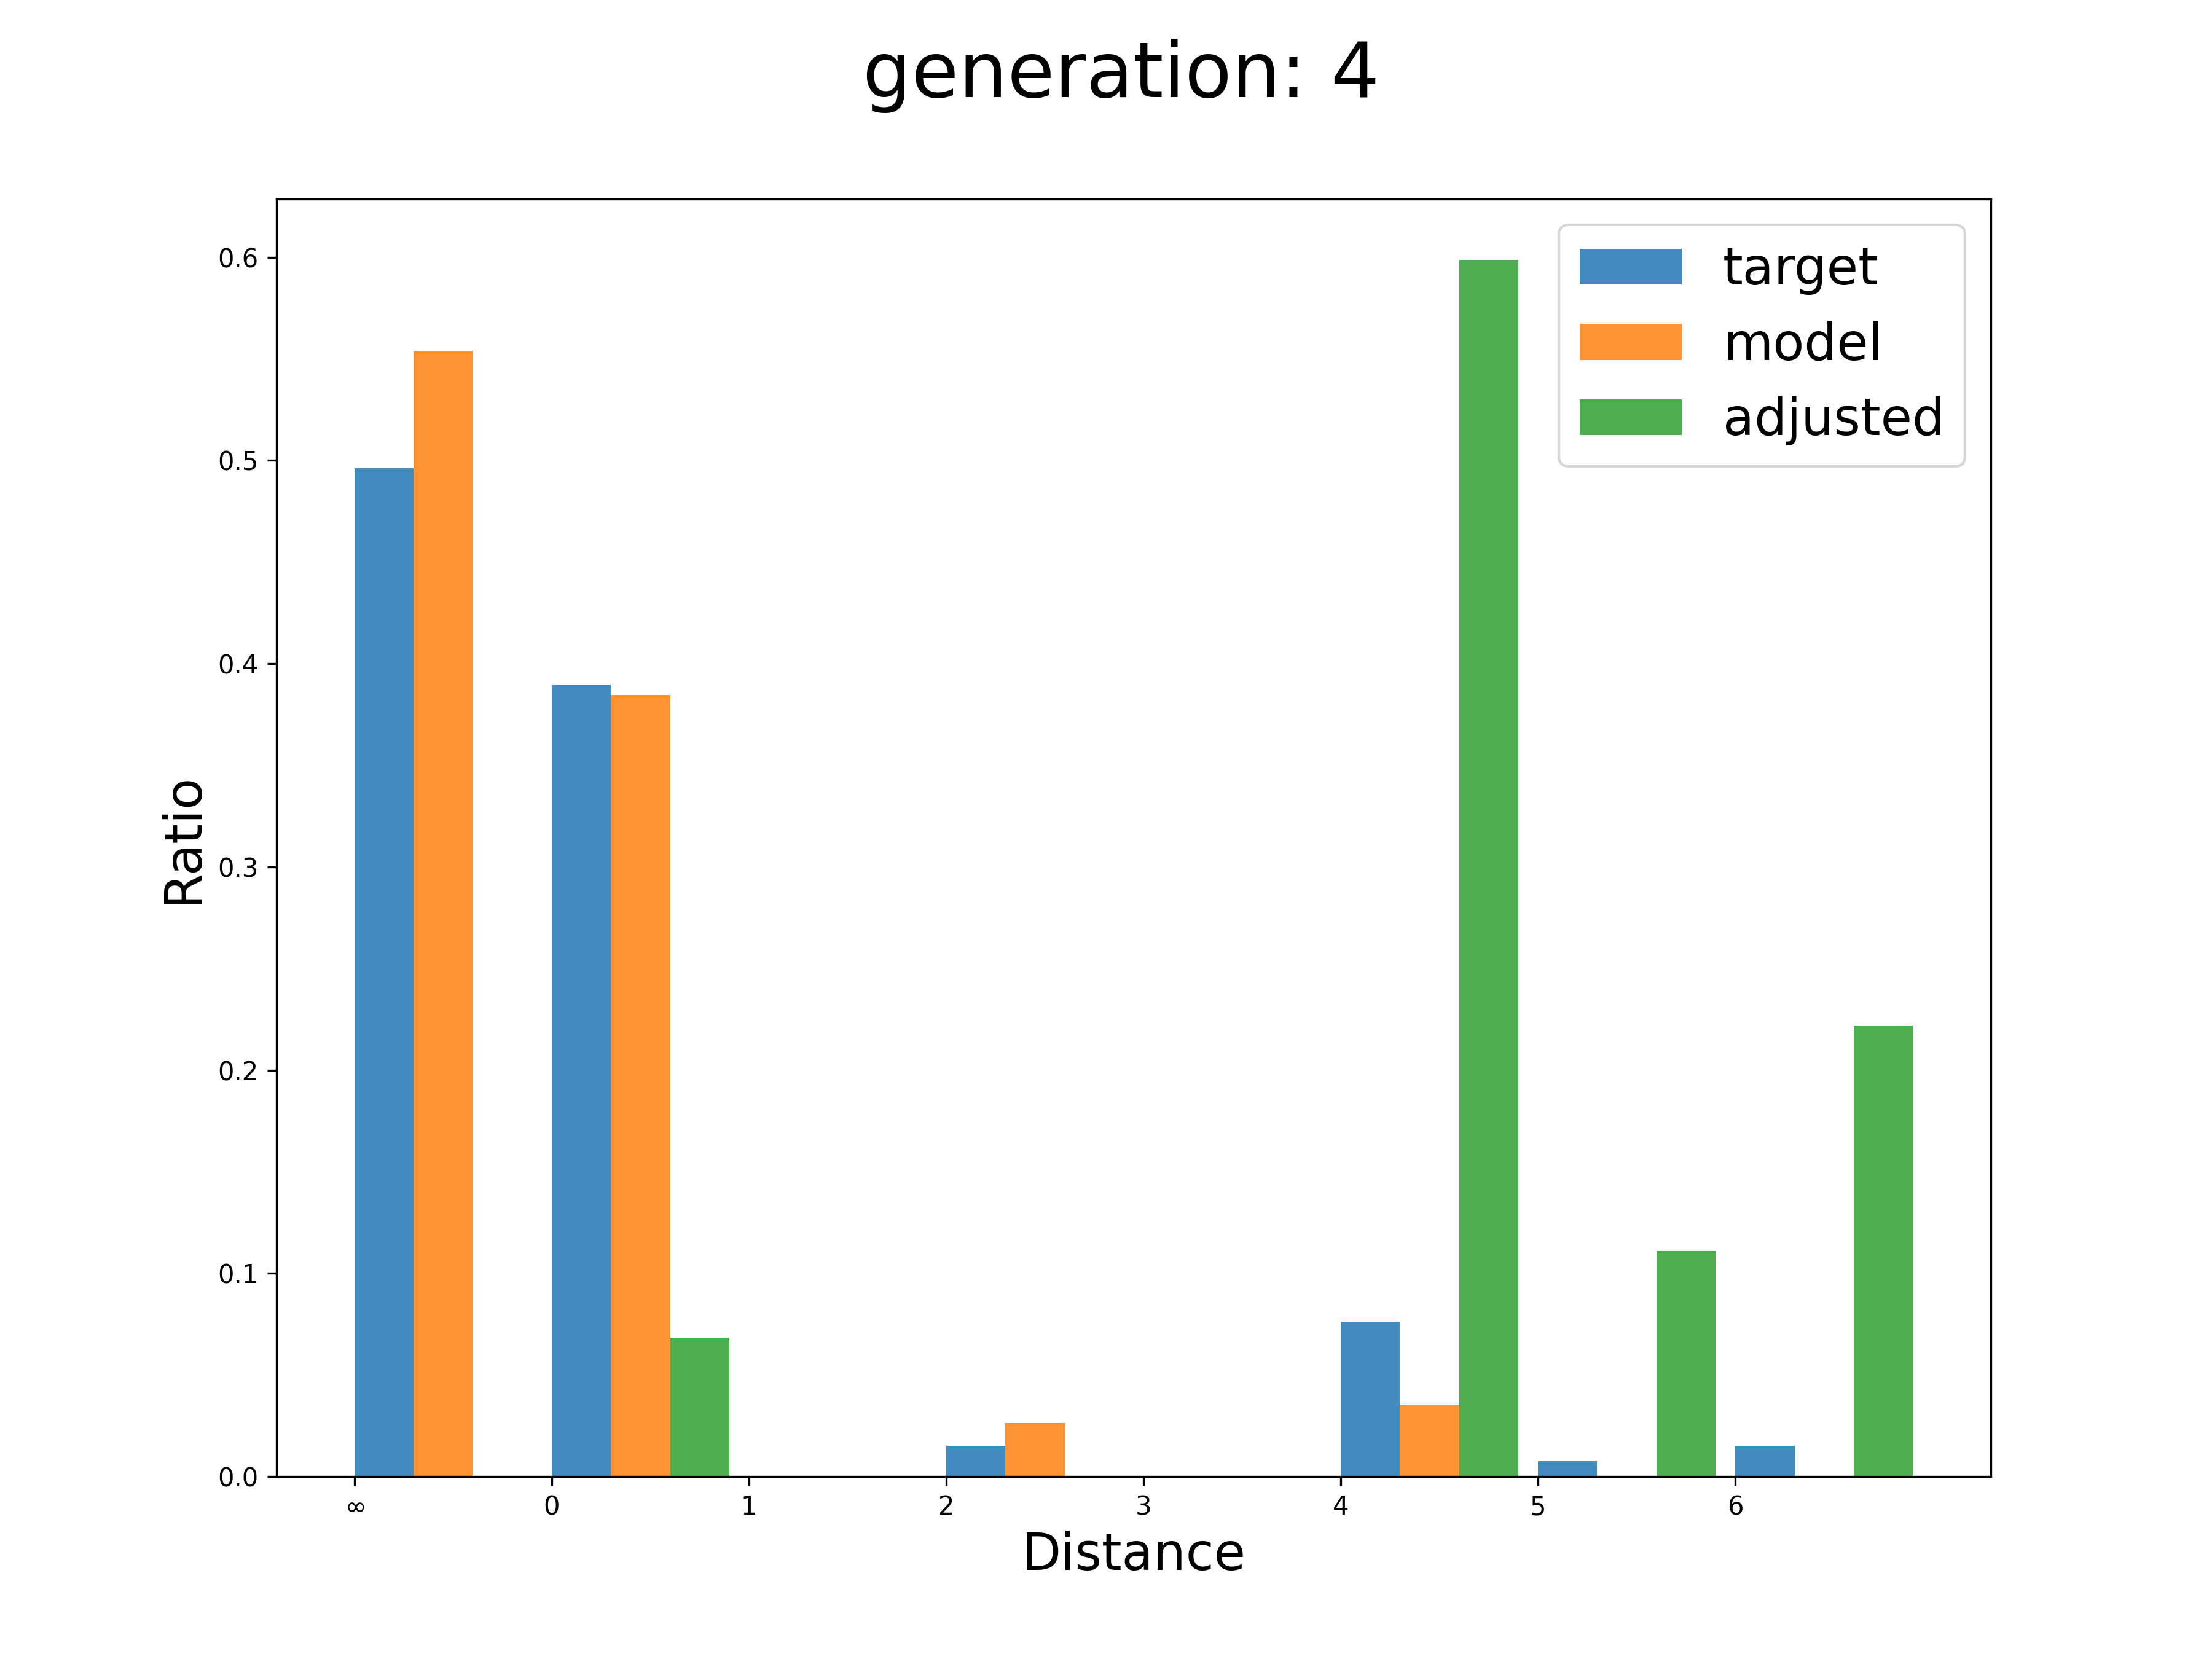 generation: 4
target
model
adjusted
Ratio
0.6
0.5
0.4
0.3
0.2
0.1
0.0
∞ 0 1 2 3 4 5 6
Distance